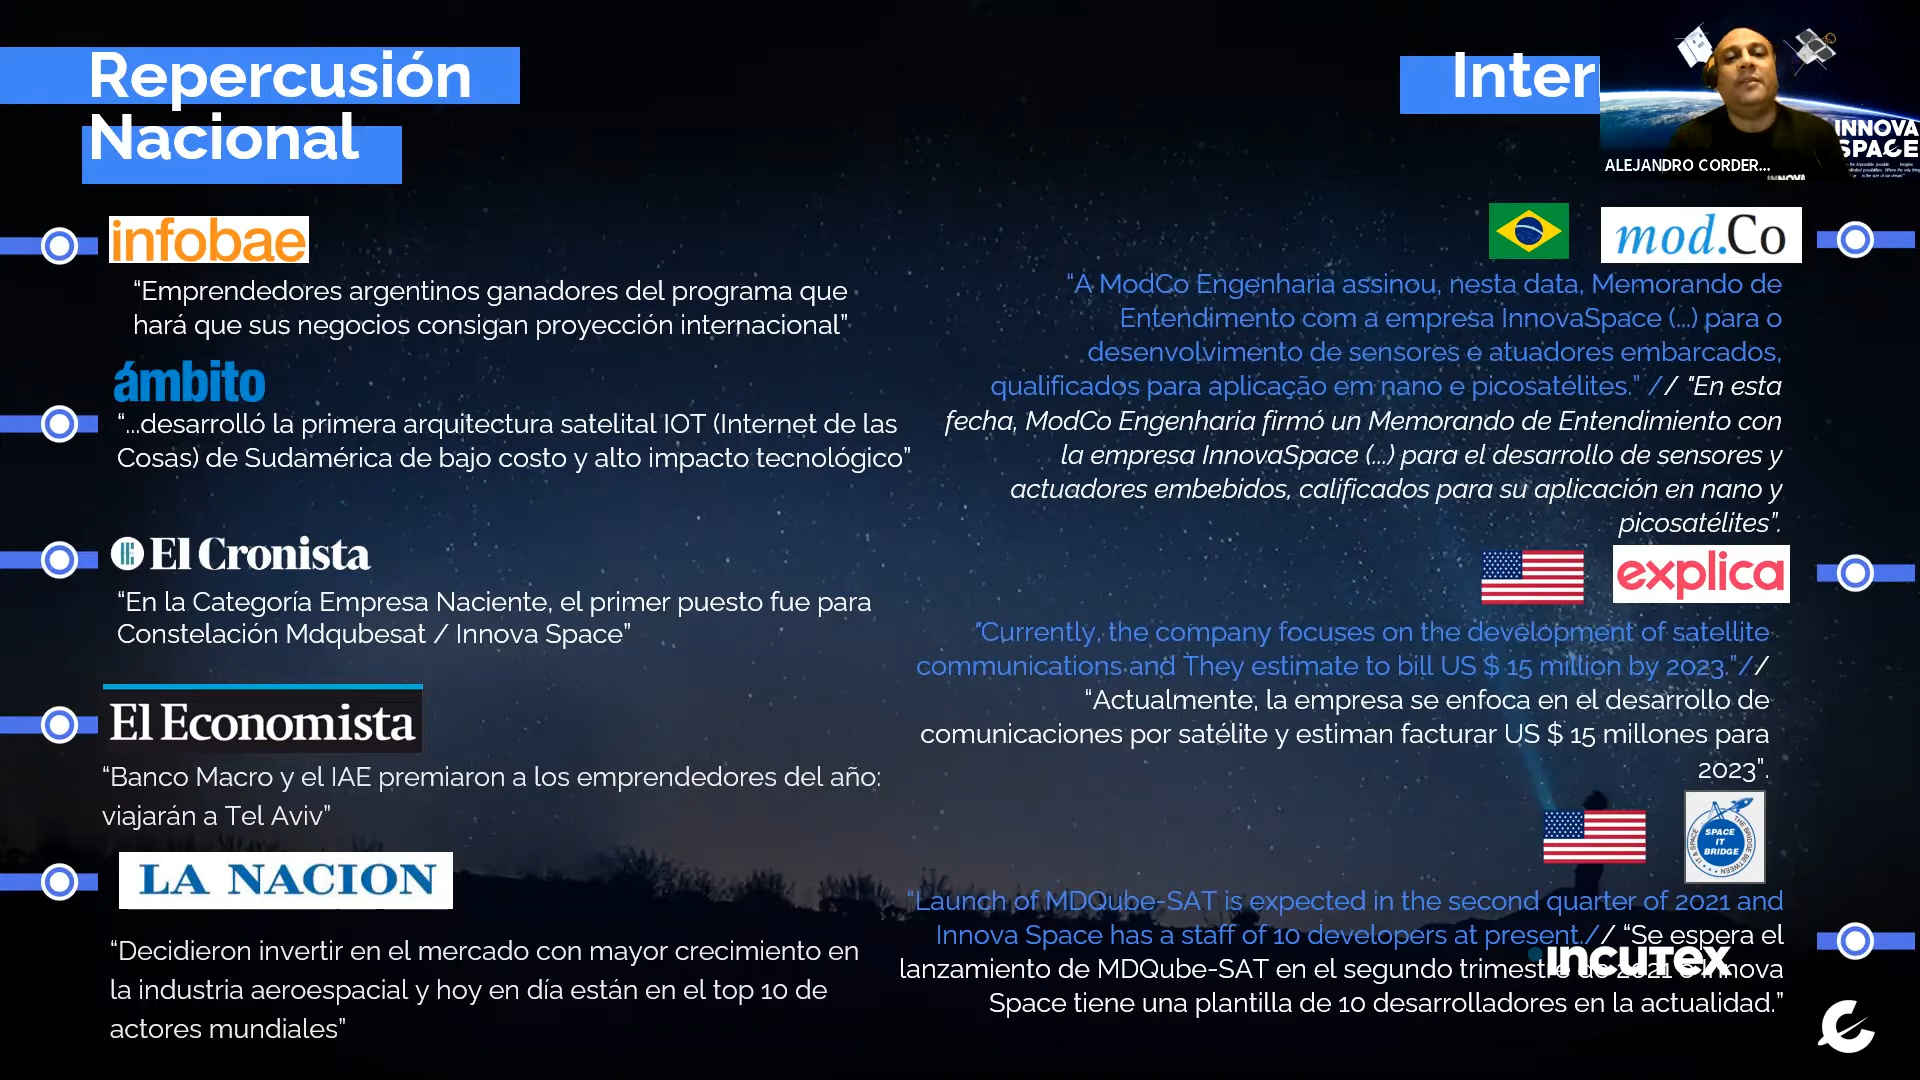 Repercusión
Nacional
infobae
“Emprendedores argentinos ganadores del programa que
hará que sus negocios consigan proyección internacional”
ámbito
“...desarrolló la primera arquitectura satelital IOT (Internet de las
Cosas) de Sudamérica de bajo costo y alto impacto tecnológico”
El Cronista
“En la Categoría Empresa Naciente, el primer puesto fue para
Constelación Mdqubesat / Innova Space”
El Economista
“Banco Macro y el IAE premiaron a los emprendedores del año:
viajarán a Tel Aviv”
LA NACION
“Decidieron invertir en el mercado con mayor crecimiento en
la industria aeroespacial y hoy en día están en el top 10 de
actores mundiales”
Inter
INNOVA
SPACE
ALEJANDRO CORDER...
mod.Co
“A ModCo Engenharia assinou, nesta data, Memorando de
Entendimento com a empresa InnovaSpace (...) para o
desenvolvimento de sensores e atuadores embarcados,
qualificados para aplicação em nano e picosatélites.” // "En esta
fecha, ModCo Engenharia firmó un Memorando de Entendimiento con
la empresa InnovaSpace (...) para el desarrollo de sensores y
actuadores embebidos, calificados para su aplicación en nano y
picosatélites”.
explica
"Currently, the company focuses on the development of satellite
communications and They estimate to bill US $ 15 million by 2023.”//
“Actualmente, la empresa se enfoca en el desarrollo de
comunicaciones por satélite y estiman facturar US $ 15 millones para
2023”.
SPACE
IT
BRIDGE
“Launch of MDQube-SAT is expected in the second quarter of 2021 and
Innova Space has a staff of 10 developers at present.// “Se espera el
lanzamiento de MDQube-SAT en el segundo trimestre de 2021 e Innova
Space tiene una plantilla de 10 desarrolladores en la actualidad.”
INCUTEX